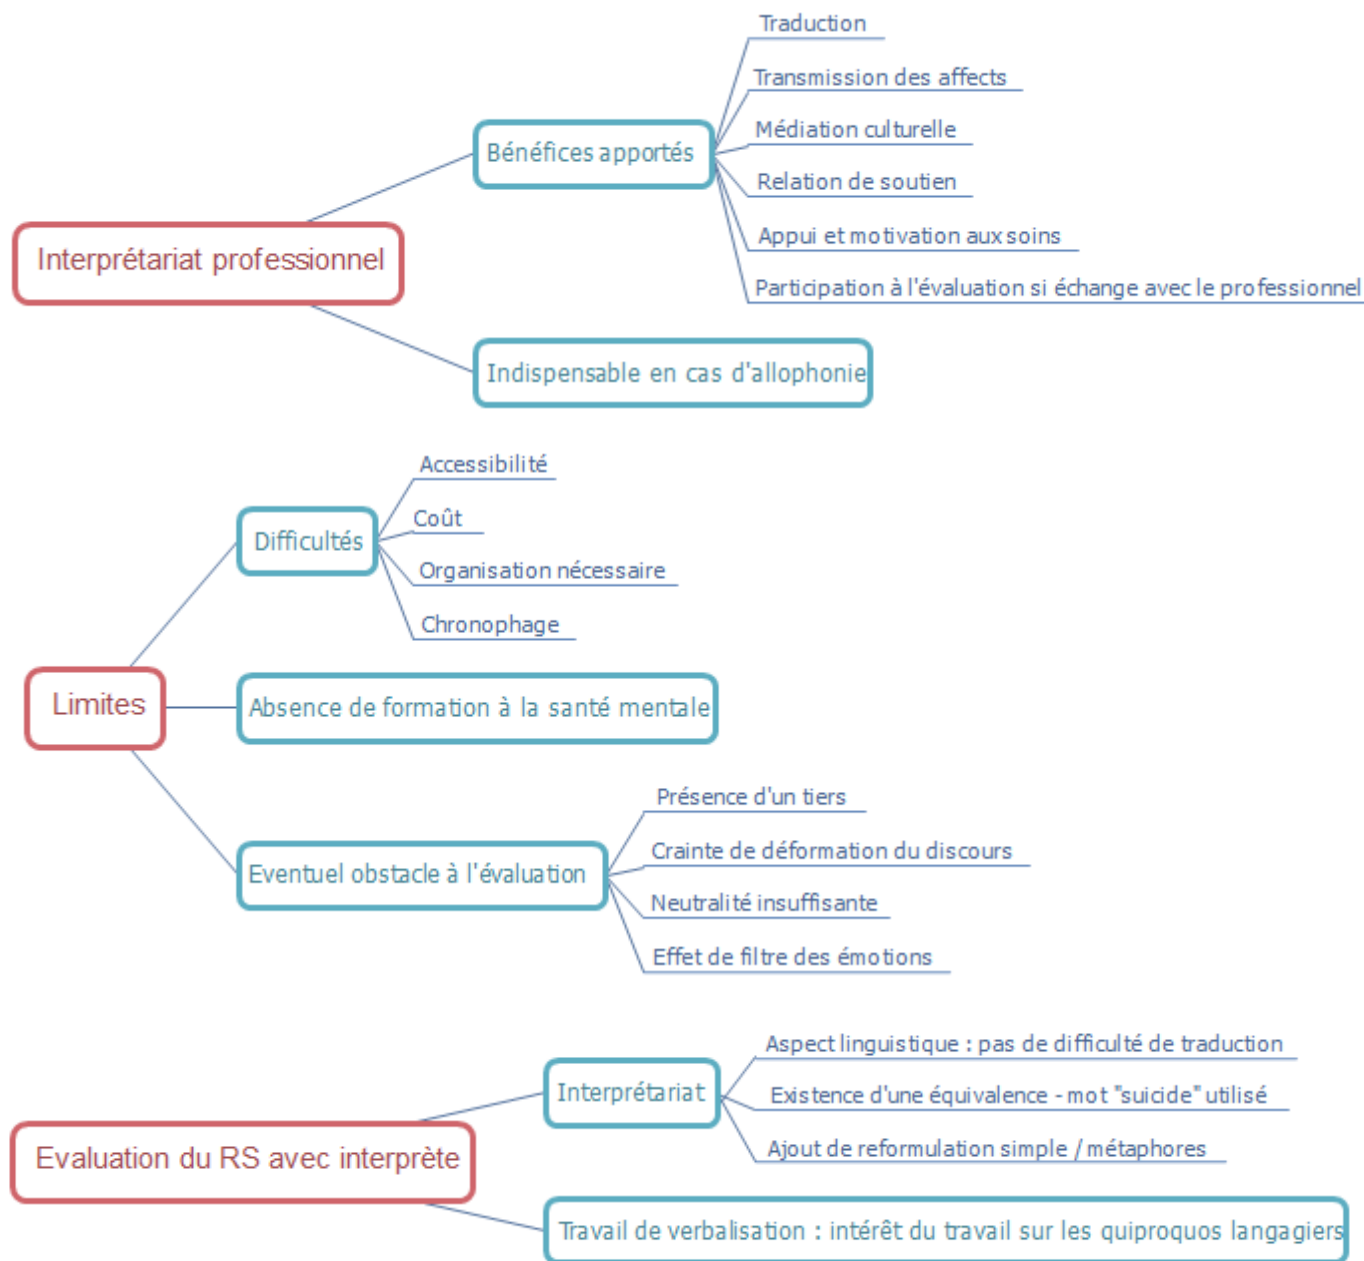 Interprétariat professionnel
Bénéfices apportés
Traduction
Transmission des affects
Médiation culturelle
Relation de soutien
Appui et motivation aux soins
Participation à l'évaluation si échange avec le professionnel
Indispensable en cas d'allophonie
Limites
Difficultés
Accessibilité
Coût
Organisation nécessaire
Chronophage
Absence de formation à la santé mentale
Eventuel obstacle à l'évaluation
Présence d'un tiers
Crainte de déformation du discours
Neutralité insuffisante
Effet de filtre des émotions
Evaluation du RS avec interprète
Interprétariat
Aspect linguistique : pas de difficulté de traduction
Existence d'une équivalence - mot "suicide" utilisé
Ajout de reformulation simple / métaphores
Travail de verbalisation : intérêt du travail sur les quiproquos langagiers